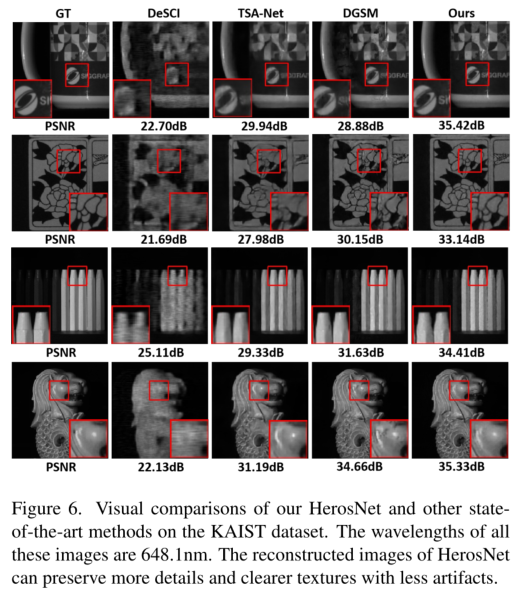 GT DeSCI TSA-Net DGSM Ours
PSNR 22.70dB 29.94dB 28.88dB 35.42dB
PSNR 21.69dB 27.98dB 30.15dB 33.14dB
PSNR 25.11dB 29.33dB 31.63dB 34.41dB
PSNR 22.13dB 31.19dB 34.66dB 35.33dB
Figure 6. Visual comparisons of our HerosNet and other state-
of-the-art methods on the KAIST dataset. The wavelengths of all
these images are 648.1nm. The reconstructed images of HerosNet
can preserve more details and clearer textures with less artifacts.